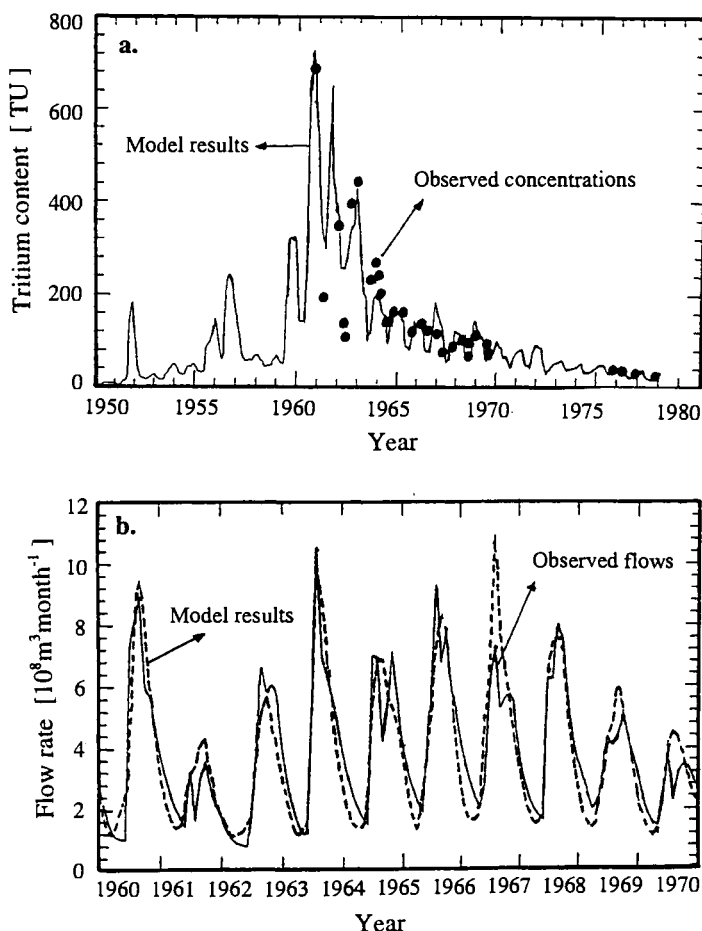 a.
Tritium content [ TU]
800
600
400
200
0
Model results
Observed concentrations
1950 1955 1960 1965 1970 1975 1980
Year
b.
Flow rate [10⁸m³month⁻¹]
12
10
8
6
4
2
0
Model results
Observed flows
1960 1961 1962 1963 1964 1965 1966 1967 1968 1969 1970
Year